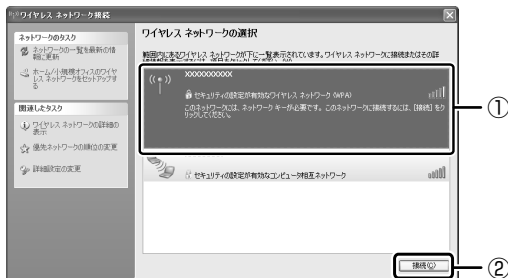 ワイヤレス ネットワーク接続
ネットワークのタスク
ネットワークの一覧を最新の情
報に更新
ホーム/小規模オフィスのワイヤ
レス ネットワークをセットアップす
る
関連したタスク
ワイヤレス ネットワークの詳細の
表示
優先ネットワークの順位の変更
詳細設定の変更
ワイヤレス ネットワークの選択
範囲内にあるワイヤレス ネットワークが下に一覧表示されています。ワイヤレス ネットワークに接続またはその詳
XXXXXXXXXX
セキュリティの設定が有効なワイヤレス ネットワーク (WPA)
このネットワークには、ネットワーク キーが必要です。このネットワークに接続するには、[接続] をク
リックしてください。
セキュリティの設定が有効なコンピュータ相互ネットワーク
接続(C)
①
②